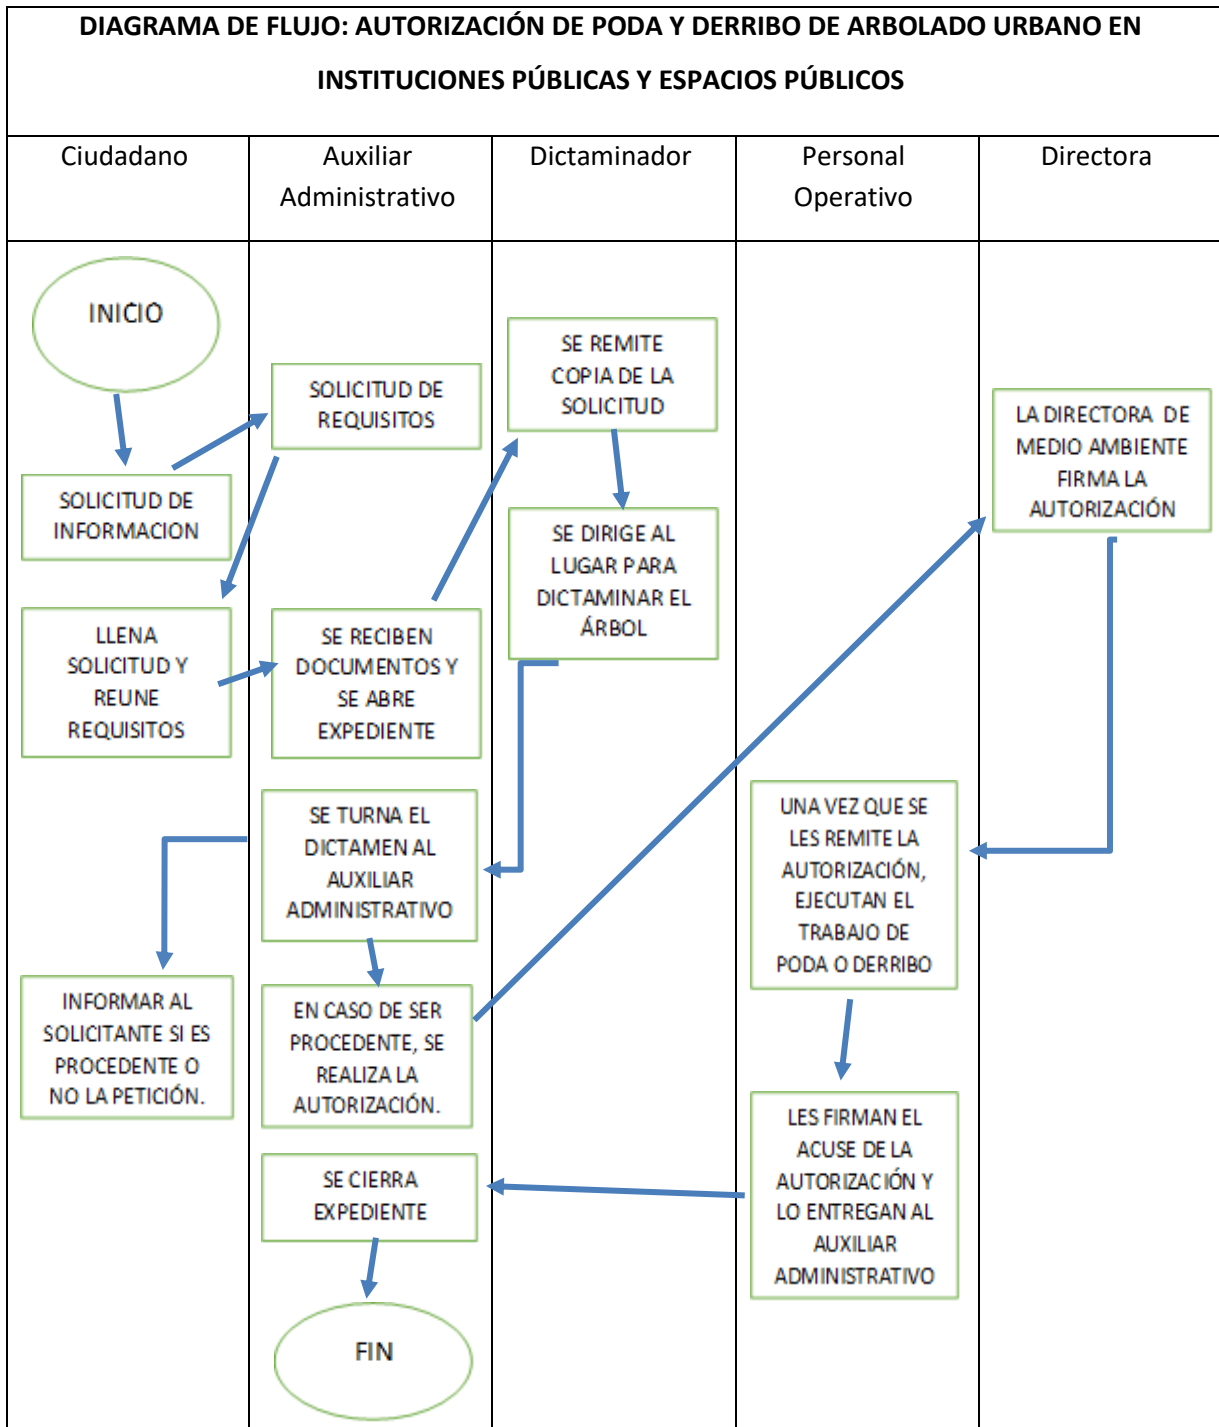 DIAGRAMA DE FLUJO: AUTORIZACIÓN DE PODA Y DERRIBO DE ARBOLADO URBANO EN
INSTITUCIONES PÚBLICAS Y ESPACIOS PÚBLICOS
Ciudadano
Auxiliar
Administrativo
Dictaminador
Personal
Operativo
Directora
INICIO
SOLICITUD DE
INFORMACION
SOLICITUD DE
REQUISITOS
LLENA
SOLICITUD Y
REUNE
REQUISITOS
SE RECIBEN
DOCUMENTOS Y
SE ABRE
EXPEDIENTE
SE REMITE
COPIA DE LA
SOLICITUD
SE DIRIGE AL
LUGAR PARA
DICTAMINAR EL
ÁRBOL
SE TURNA EL
DICTAMEN AL
AUXILIAR
ADMINISTRATIVO
INFORMAR AL
SOLICITANTE SI ES
PROCEDENTE O
NO LA PETICIÓN.
EN CASO DE SER
PROCEDENTE, SE
REALIZA LA
AUTORIZACIÓN.
LA DIRECTORA DE
MEDIO AMBIENTE
FIRMA LA
AUTORIZACIÓN
UNA VEZ QUE SE
LES REMITE LA
AUTORIZACIÓN,
EJECUTAN EL
TRABAJO DE
PODA O DERRIBO
LES FIRMAN EL
ACUSE DE LA
AUTORIZACIÓN Y
LO ENTREGAN AL
AUXILIAR
ADMINISTRATIVO
SE CIERRA
EXPEDIENTE
FIN